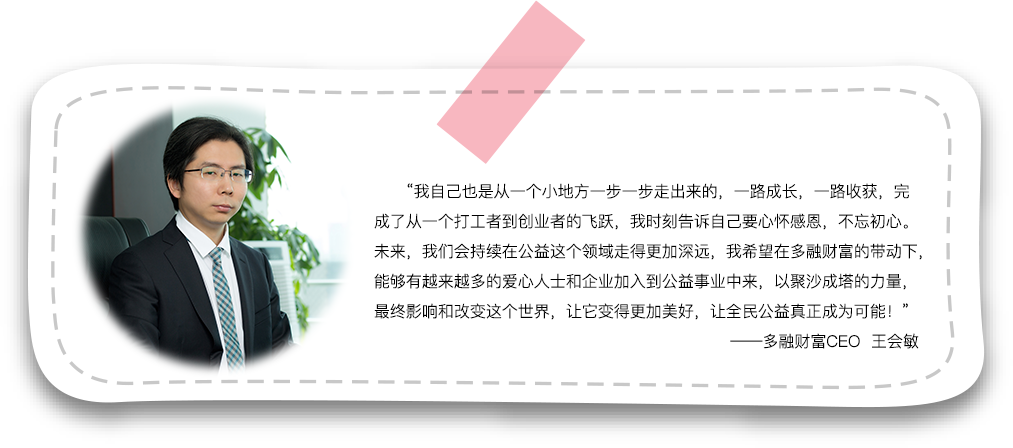 “我自己也是从一个小地方一步一步走出来的，一路成长，一路收获，完
成了从一个打工者到创业者的飞跃，我时刻告诉自己要心怀感恩，不忘初心。
未来，我们会持续在公益这个领域走得更加深远，我希望在多融财富的带动下，
能够有越来越多的爱心人士和企业加入到公益事业中来，以聚沙成塔的力量，
最终影响和改变这个世界，让它变得更加美好，让全民公益真正成为可能！”
——多融财富CEO 王会敏